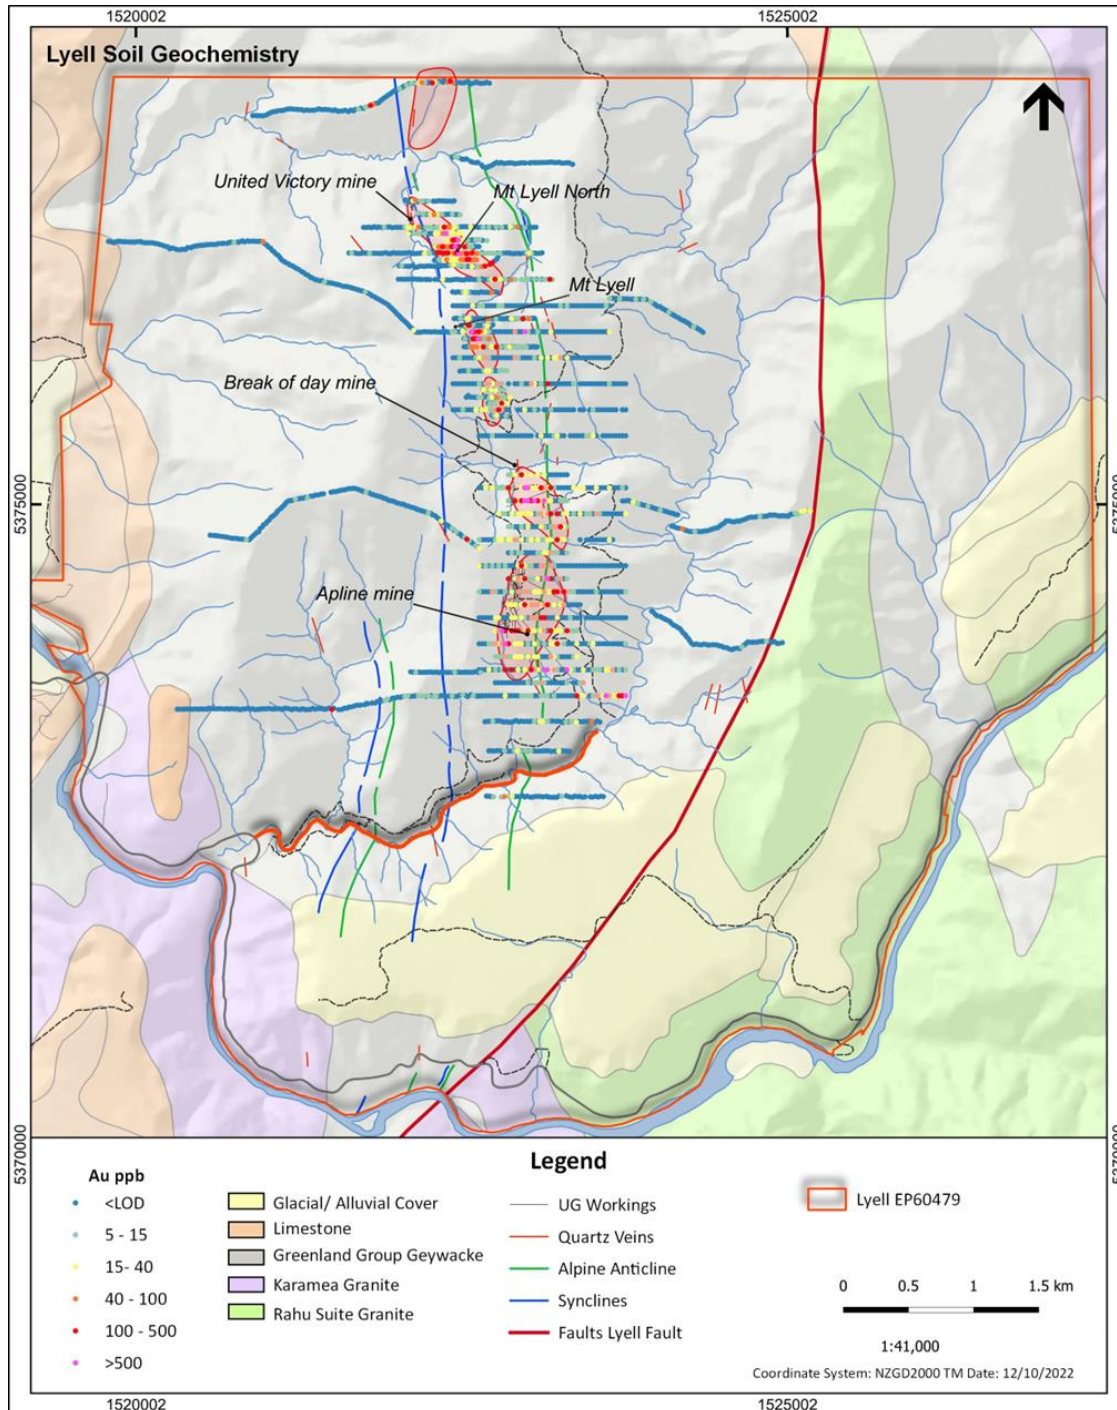 1520002
1525002
Lyell Soil Geochemistry
United Victory mine
Mt Lyell North
Mt Lyell
Break of day mine
5375000
5375000
Apline mine
5370000
5370000
Legend
Au ppb
<LOD
5 - 15
15- 40
40 - 100
100 - 500
>500
Glacial/ Alluvial Cover
Limestone
Greenland Group Geywacke
Karamea Granite
Rahu Suite Granite
UG Workings
Quartz Veins
Alpine Anticline
Synclines
Faults Lyell Fault
Lyell EP60479
0 0.5 1 1.5 km
1:41,000
Coordinate System: NZGD2000 TM Date: 12/10/2022
1520002
1525002